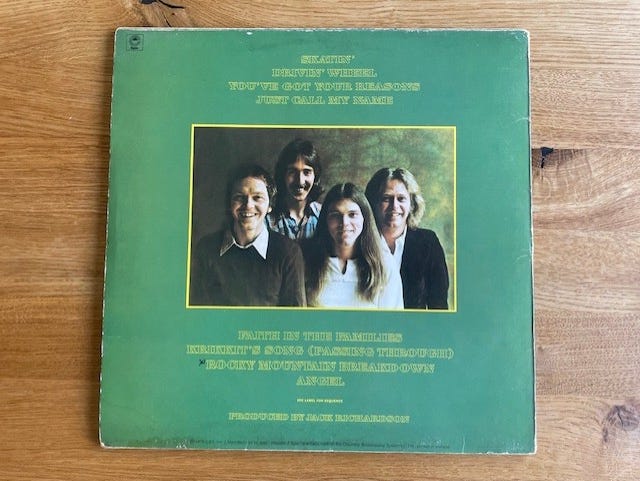 SKATIN'
DRIVIN' WHEEL
YOU'VE GOT YOUR REASONS
JUST CALL MY NAME
FAITH IN THE FAMILIES
KRIKKIT'S SONG (PASSING THROUGH)
ROCKY MOUNTAIN BREAKDOWN
ANGEL
SEE LABEL FOR SEQUENCE
PRODUCED BY JACK RICHARDSON